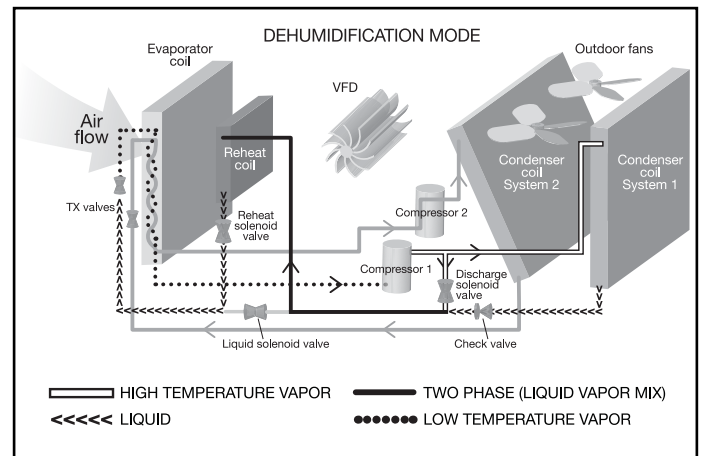 DEHUMIDIFICATION MODE
Evaporator
coil
Outdoor fans
VFD
Air
flow
Reheat
coil
Condenser
coil
System 2
Condenser
coil
System 1
TX valves
Reheat
solenoid
valve
Compressor 2
Compressor 1
Discharge
solenoid
valve
Liquid solenoid valve
Check valve
HIGH TEMPERATURE VAPOR
TWO PHASE (LIQUID VAPOR MIX)
LIQUID
LOW TEMPERATURE VAPOR